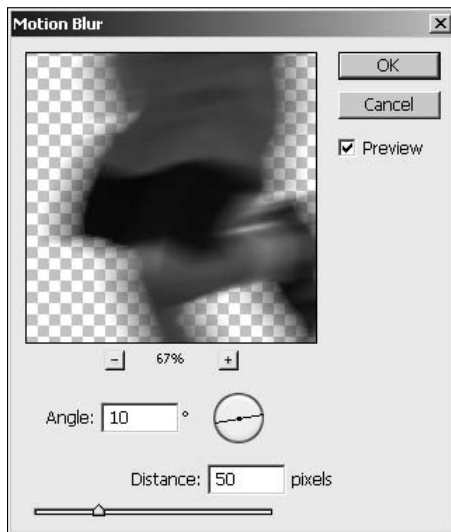 Motion Blur
OK
Cancel
Preview
- 67% +
Angle: 10 °
Distance: 50 pixels